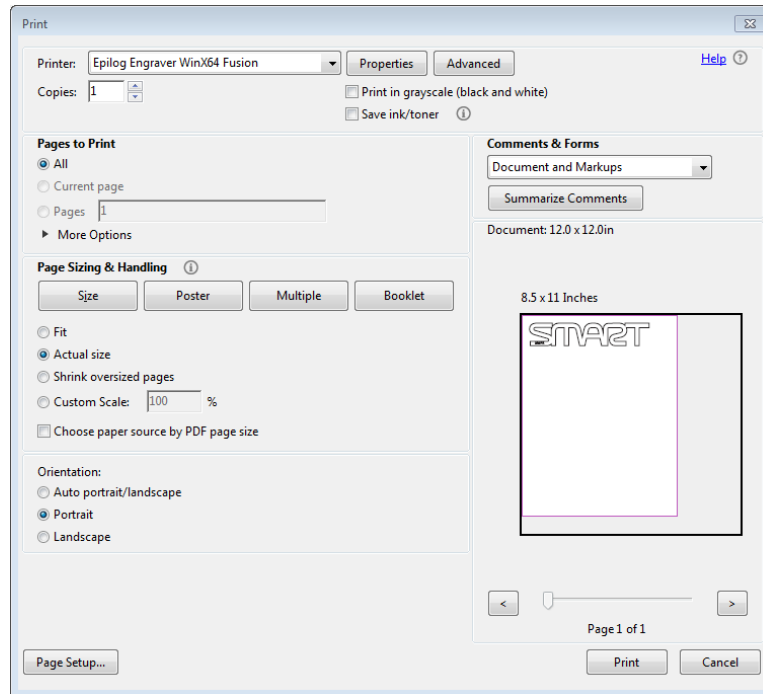 Print
Printer: Epilog Engraver WinX64 Fusion Properties Advanced Help
Copies: 1 Print in grayscale (black and white)
Save ink/toner
Pages to Print
All
Current page
Pages 1
More Options
Comments & Forms
Document and Markups
Summarize Comments
Page Sizing & Handling
Size Poster Multiple Booklet
Fit
Actual size
Shrink oversized pages
Custom Scale: 100 %
Choose paper source by PDF page size
Orientation:
Auto portrait/landscape
Portrait
Landscape
Document: 12.0 x 12.0in
8.5 x 11 Inches
SMART
< >
Page 1 of 1
Page Setup... Print Cancel